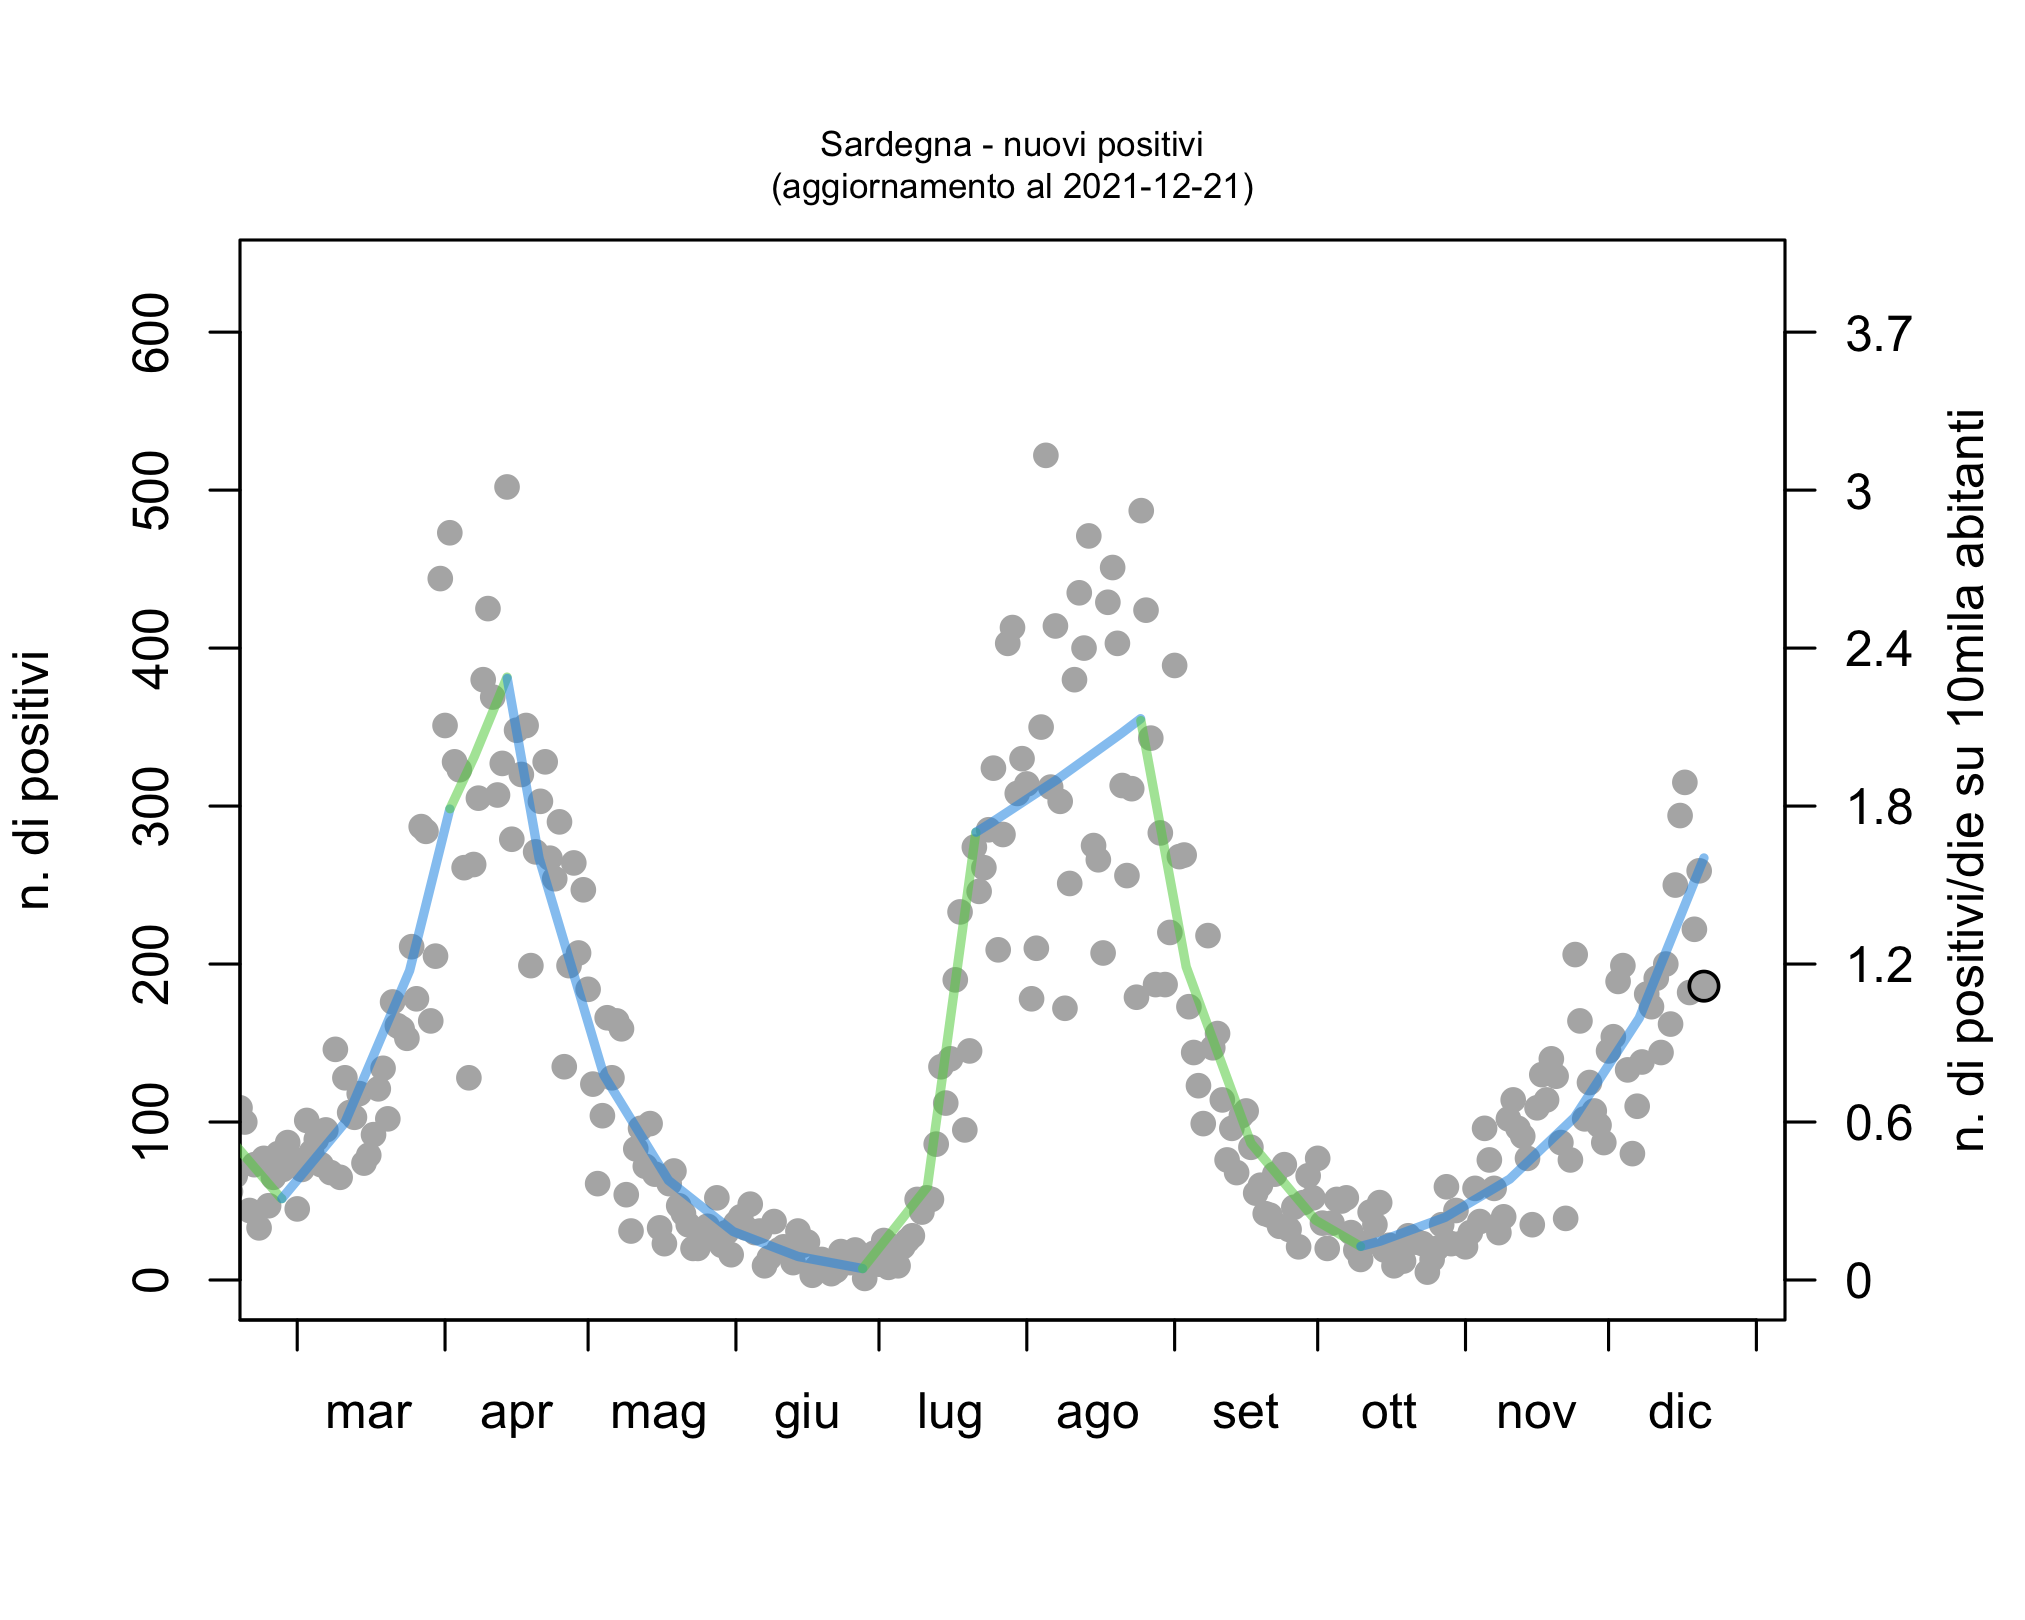 Sardegna - nuovi positivi
(aggiornamento al 2021-12-21)
n. di positivi
600
500
400
300
200
100
0
3.7
3
2.4
1.8
1.2
0.6
0
n. di positivi/die su 10mila abitanti
mar apr mag giu lug ago set ott nov dic